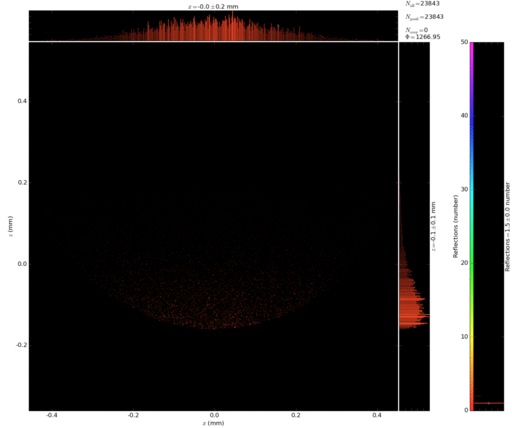 x = -0.0 ± 0.2 mm
N_all = 23843
N_good = 23843
N_over = 0
Φ = 1266.95
0.4
0.2
0.0
-0.2
z (mm)
-0.4
-0.2
0.0
0.2
0.4
x (mm)
z = -0.1 ± 0.1 mm
50
40
30
20
10
0
Reflections (number)
Reflections = 1.5 ± 0.0 number